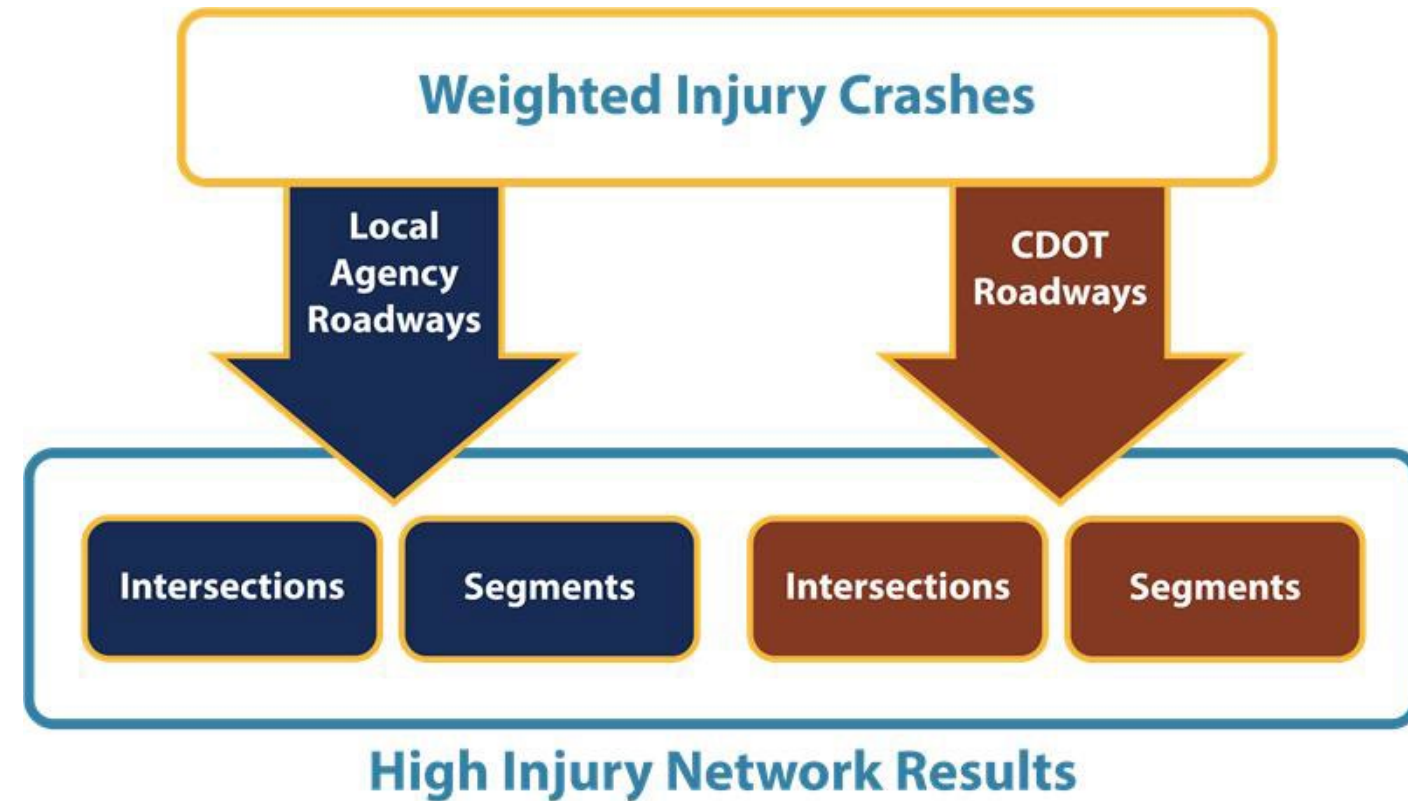 Weighted Injury Crashes
Local
Agency
Roadways
CDOT
Roadways
Intersections
Segments
Intersections
Segments
High Injury Network Results